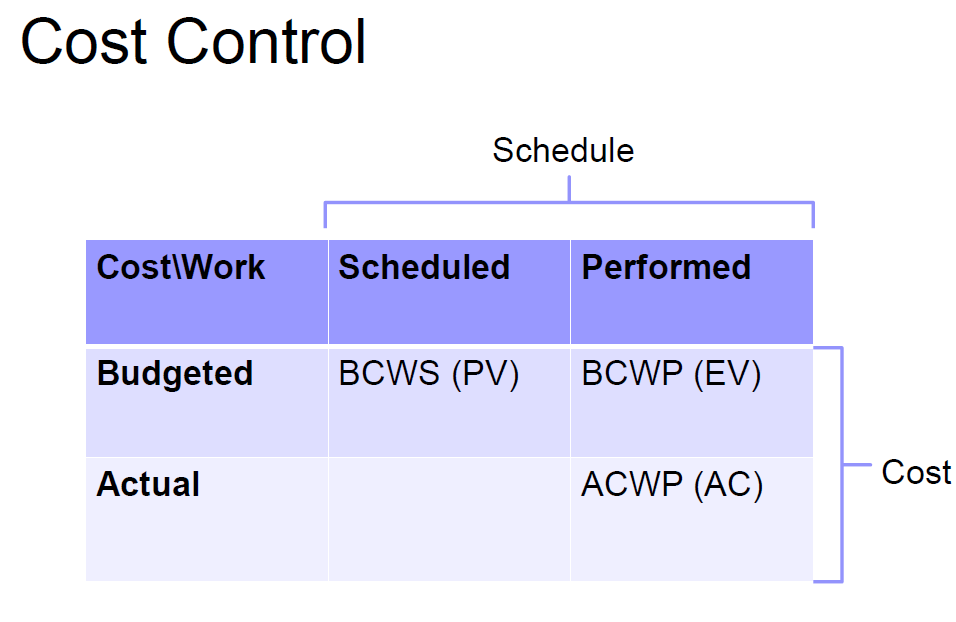 Cost Control
Schedule
Cost\Work Scheduled Performed
Budgeted BCWS (PV) BCWP (EV)
Actual ACWP (AC)
Cost